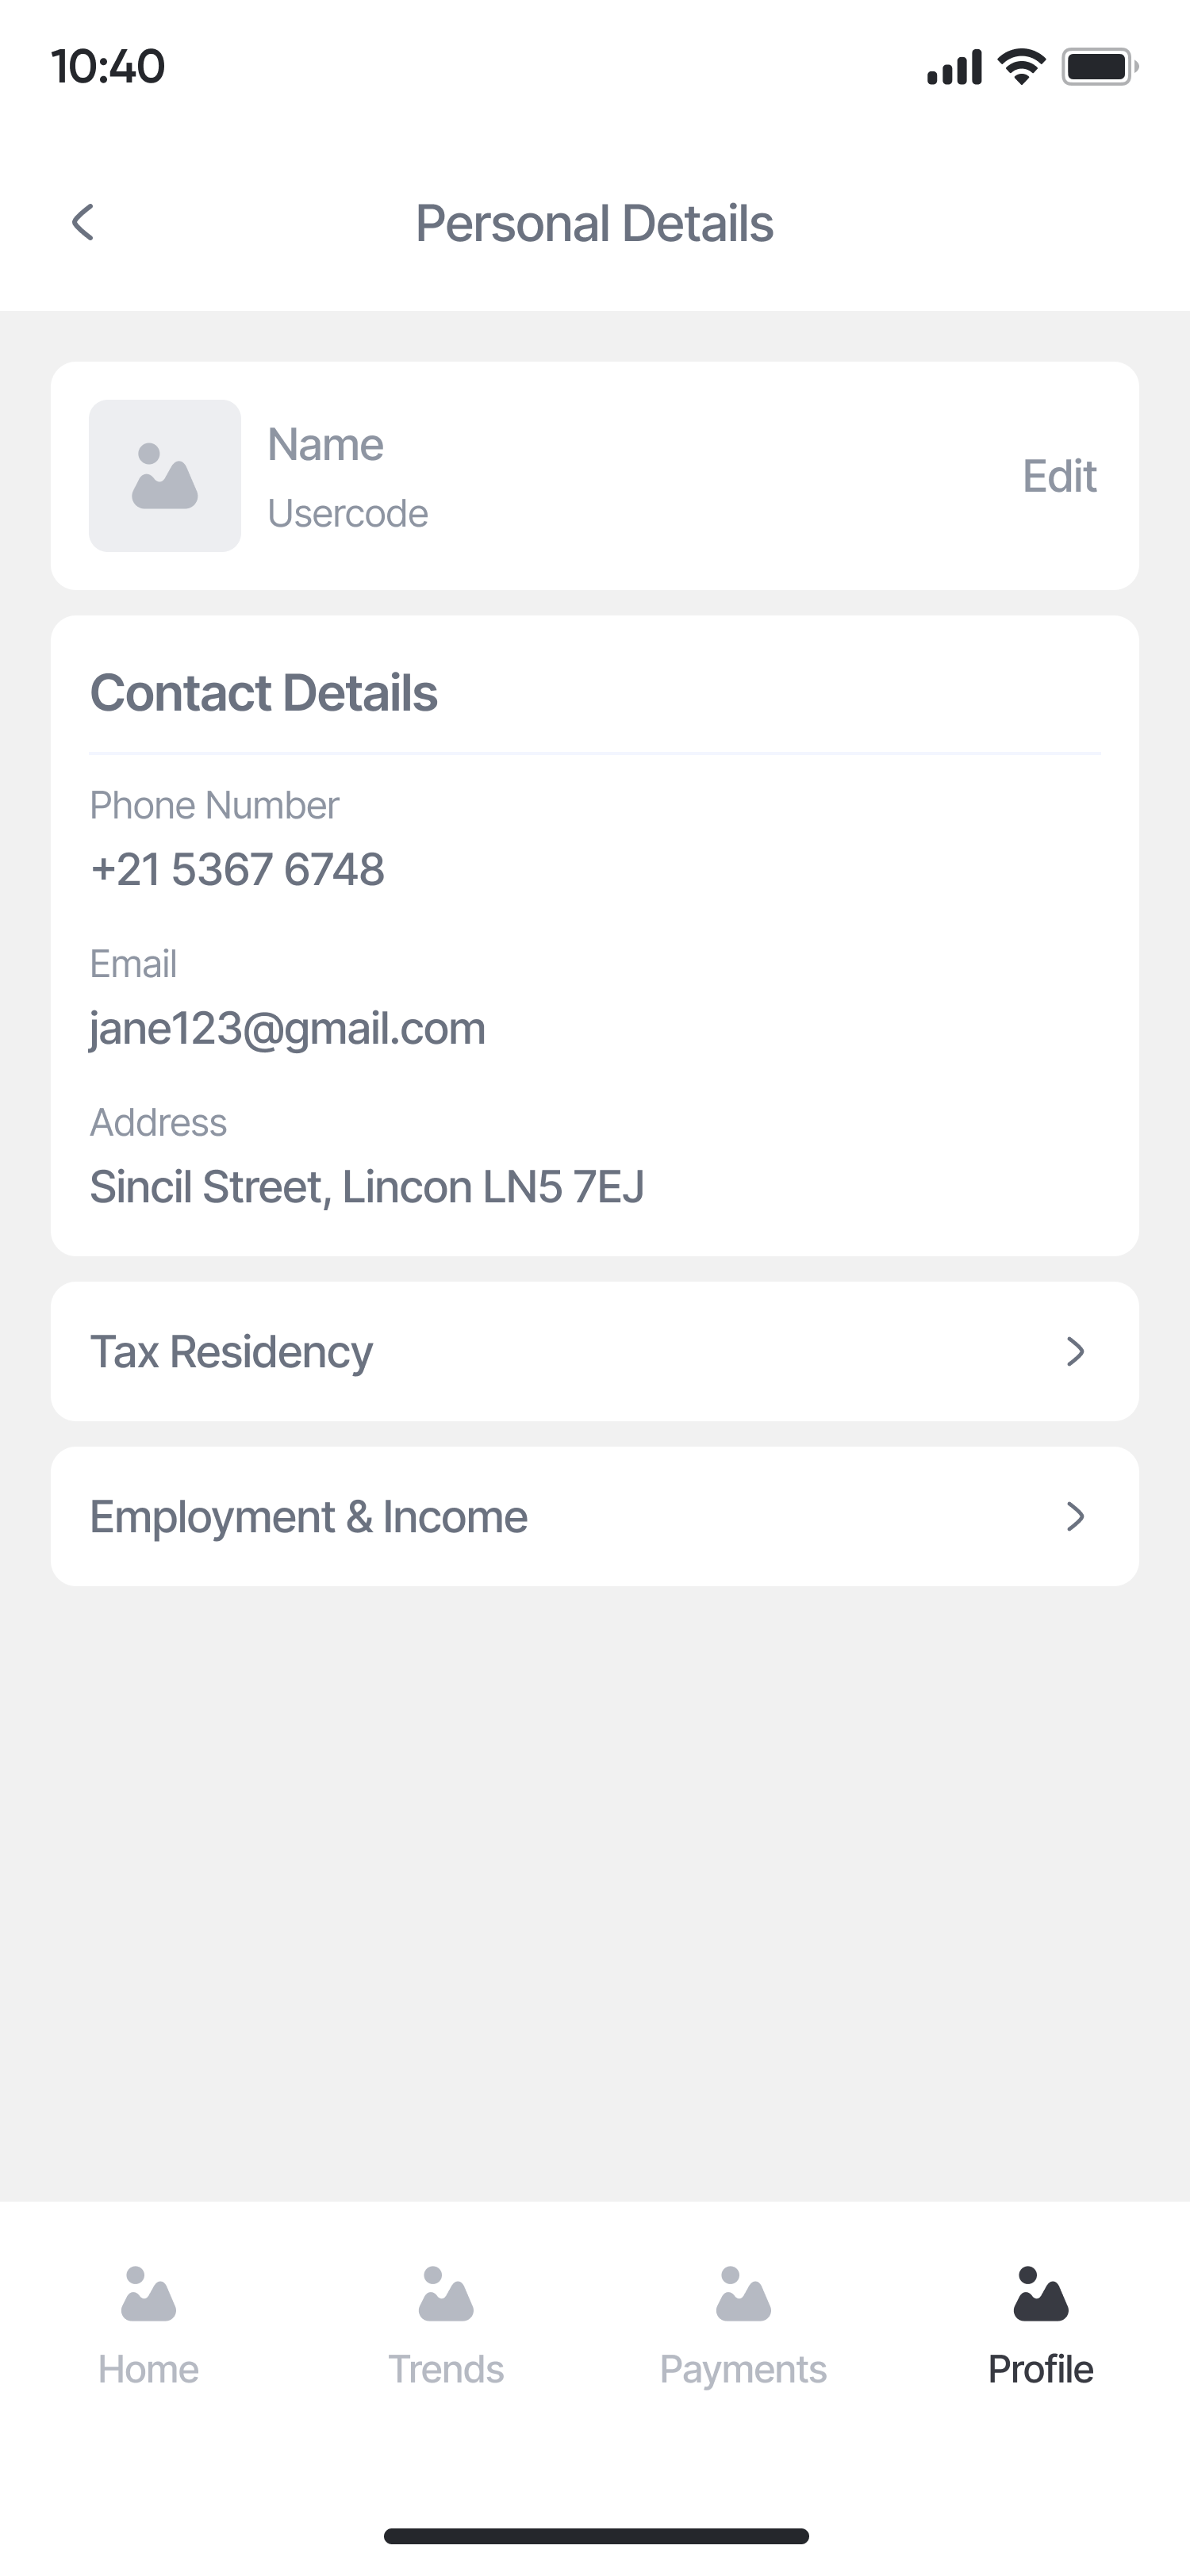 10:40
Personal Details
Name
Usercode
Edit
Contact Details
Phone Number
+21 5367 6748
Email
jane123@gmail.com
Address
Sincil Street, Lincon LN5 7EJ
Tax Residency
Employment & Income
Home
Trends
Payments
Profile